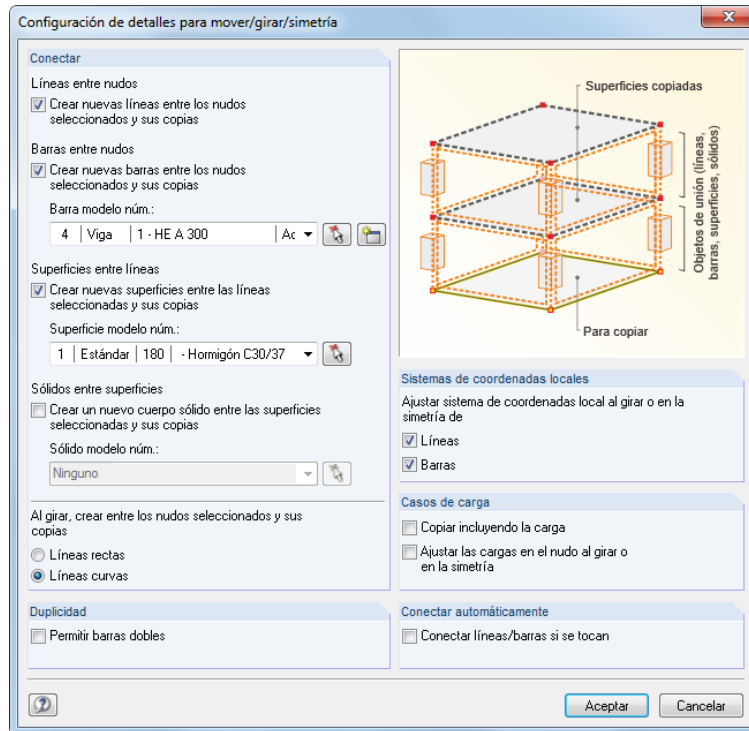 Configuración de detalles para mover/girar/simetría
Conectar
Líneas entre nudos
Crear nuevas líneas entre los nudos
seleccionados y sus copias
Barras entre nudos
Crear nuevas barras entre los nudos
seleccionados y sus copias
Barra modelo núm.:
4 | Viga | 1 - HE A 300 | Ac
Superficies entre líneas
Crear nuevas superficies entre las líneas
seleccionadas y sus copias
Superficie modelo núm.:
1 | Estándar | 180 | - Hormigón C30/37
Sólidos entre superficies
Crear un nuevo cuerpo sólido entre las superficies
seleccionadas y sus copias
Sólido modelo núm.:
Ninguno
Al girar, crear entre los nudos seleccionados y sus
copias
Líneas rectas
Líneas curvas
Duplicidad
Permitir barras dobles
Superficies copiadas
Objetos de unión (líneas,
barras, superficies, sólidos)
Para copiar
Sistemas de coordenadas locales
Ajustar sistema de coordenadas local al girar o en la
simetría de
Líneas
Barras
Casos de carga
Copiar incluyendo la carga
Ajustar las cargas en el nudo al girar o
en la simetría
Conectar automáticamente
Conectar líneas/barras si se tocan
Aceptar
Cancelar